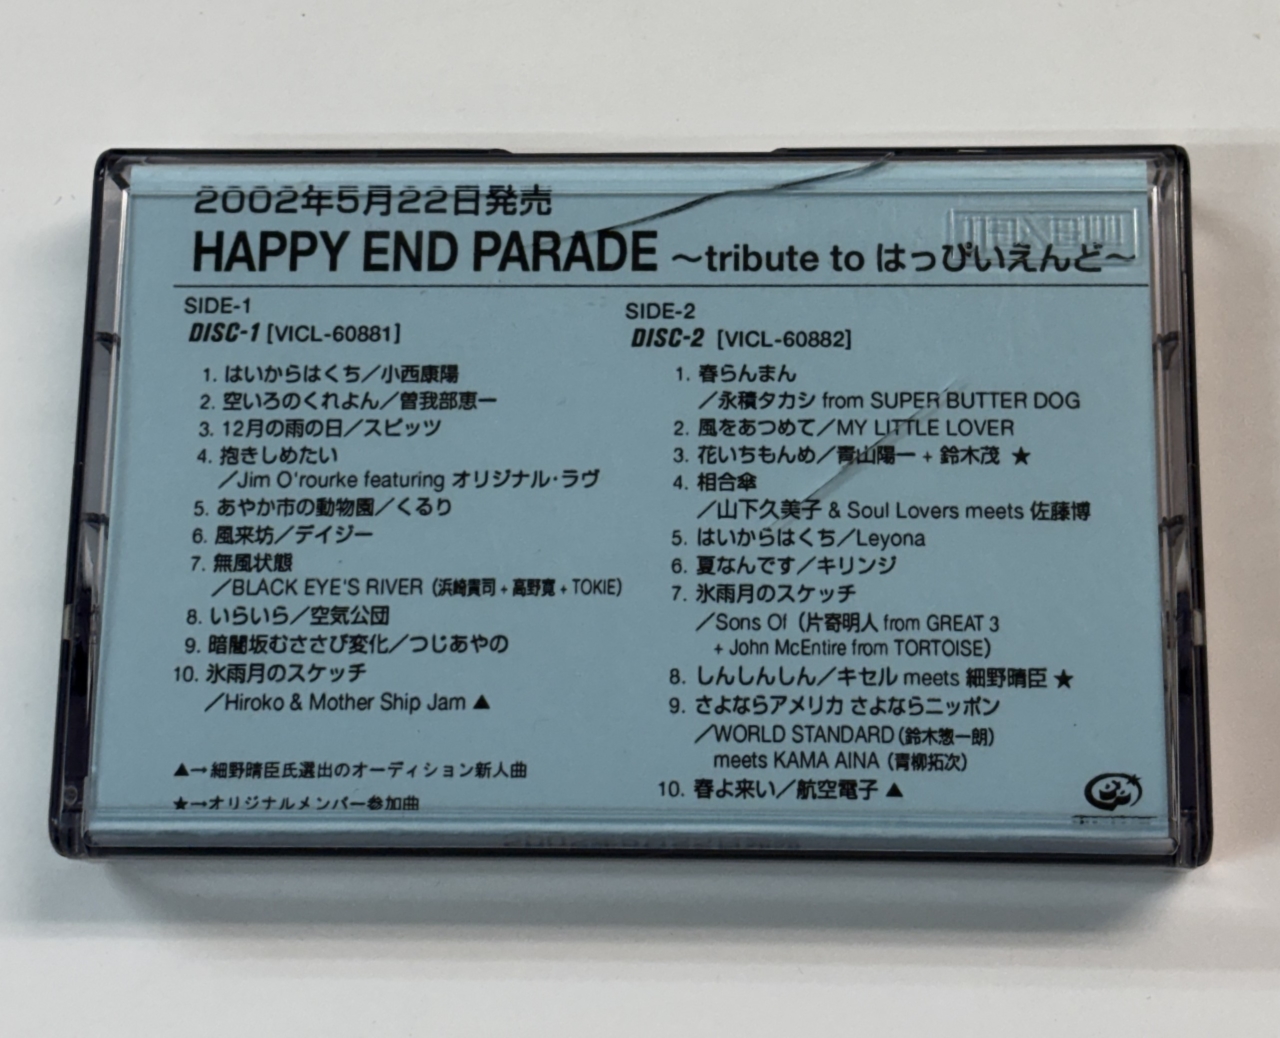 2002年5月22日発売
HAPPY END PARADE ～tribute to はっぴいえんど～
SIDE-1
DISC-1 [VICL-60881]
1. はいからはくち／小西康陽
2. 空いろのくれよん／曽我部恵一
3. 12月の雨の日／スピッツ
4. 抱きしめたい
／Jim O'rourke featuring オリジナル・ラヴ
5. あやか市の動物園／くるり
6. 風来坊／デイジー
7. 無風状態
／BLACK EYE'S RIVER（浜崎貴司＋高野寛＋TOKIE）
8. いらいら／空気公団
9. 暗闇坂むささび変化／つじあやの
10. 氷雨月のスケッチ
／Hiroko & Mother Ship Jam ▲
▲→細野晴臣氏選出のオーディション新人曲
★→オリジナルメンバー参加曲
SIDE-2
DISC-2 [VICL-60882]
1. 春らんまん
／永積タカシ from SUPER BUTTER DOG
2. 風をあつめて／MY LITTLE LOVER
3. 花いちもんめ／青山陽一 + 鈴木茂 ★
4. 相合傘
／山下久美子 & Soul Lovers meets 佐藤博
5. はいからはくち／Leyona
6. 夏なんです／キリンジ
7. 氷雨月のスケッチ
／Sons Of（片寄明人 from GREAT 3
+ John McEntire from TORTOISE）
8. しんしんしん／キセル meets 細野晴臣 ★
9. さよならアメリカ さよならニッポン
／WORLD STANDARD（鈴木惣一朗）
meets KAMA AINA（青柳拓次）
10. 春よ来い／航空電子 ▲